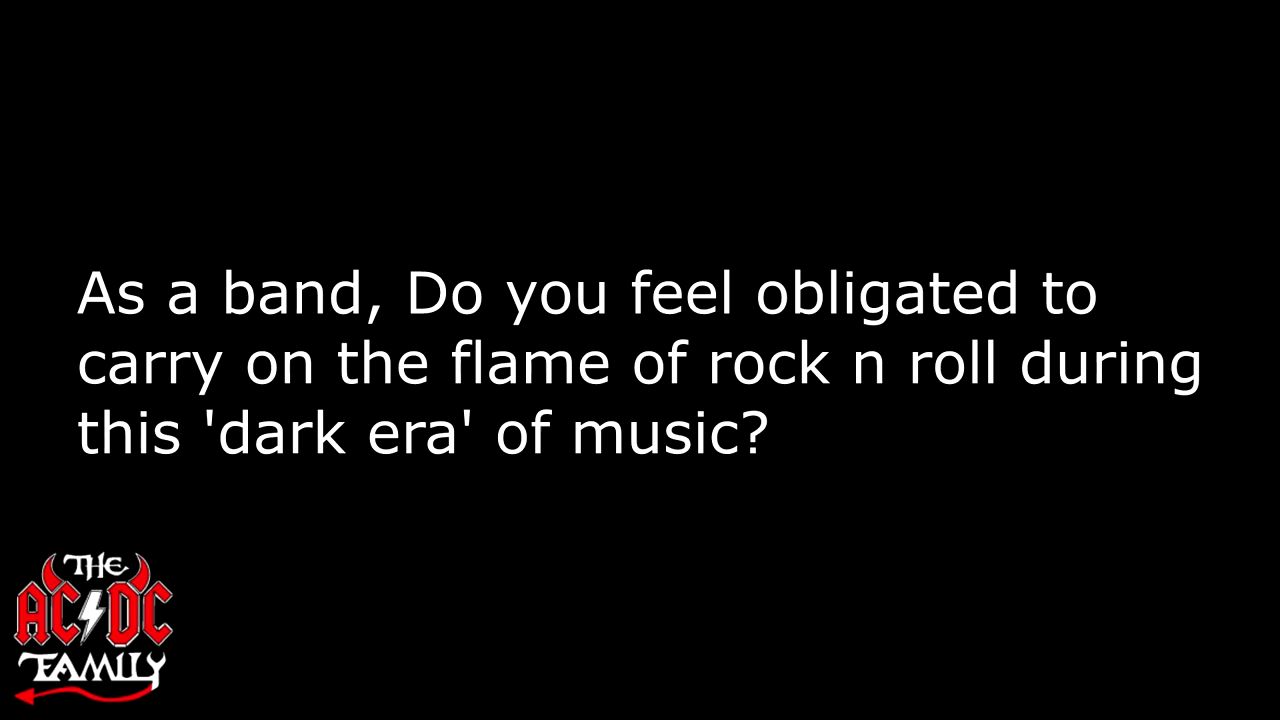 As a band, Do you feel obligated to
carry on the flame of rock n roll during
this 'dark era' of music?
THE
AC⚡DC
FAMILY